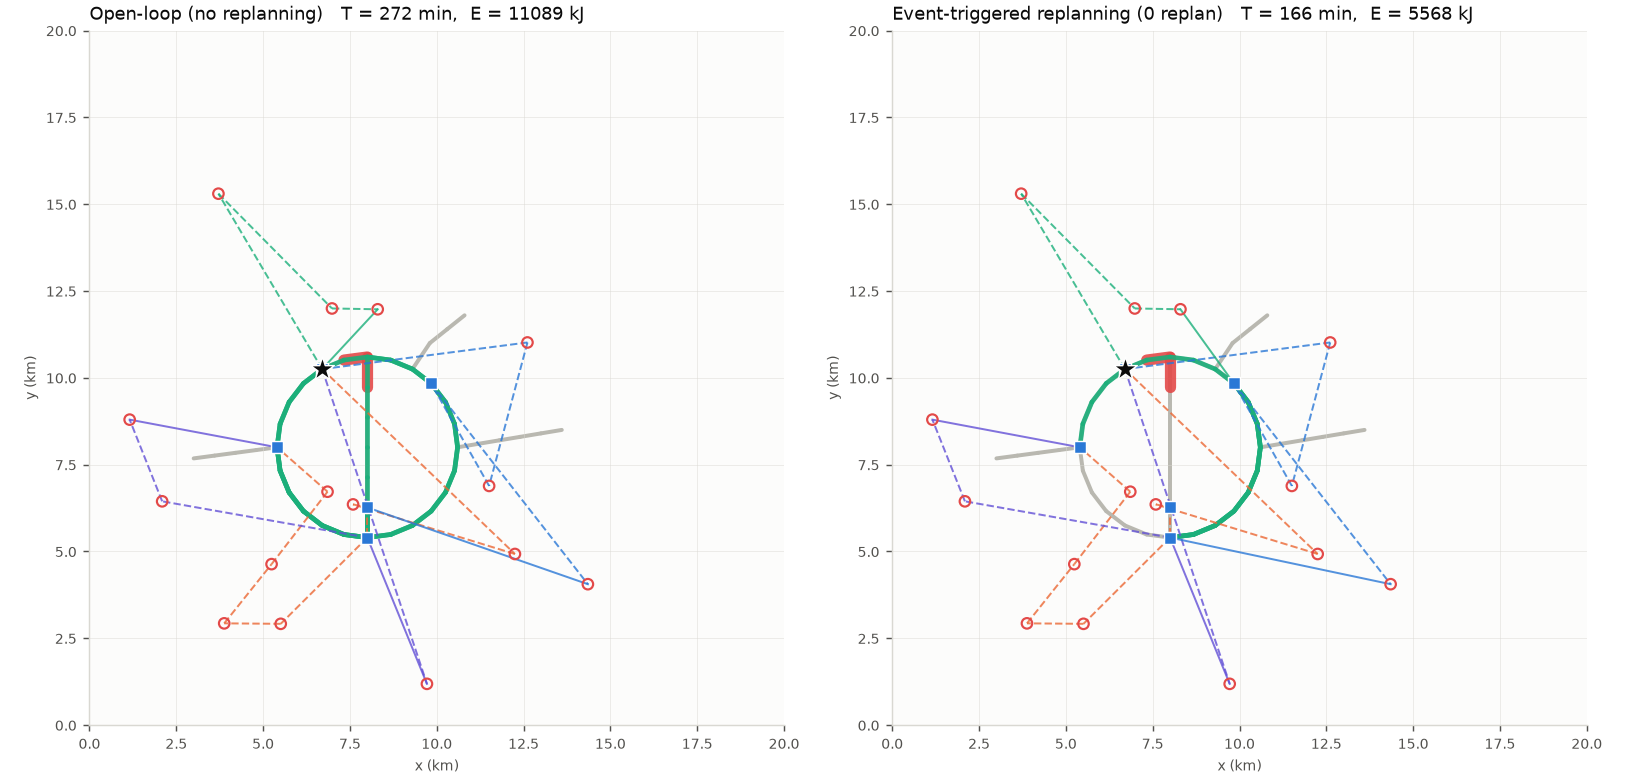 Open-loop (no replanning)   T = 272 min,  E = 11089 kJ
20.0
17.5
15.0
12.5
10.0
7.5
5.0
2.5
0.0
y (km)
0.0 2.5 5.0 7.5 10.0 12.5 15.0 17.5 20.0
x (km)
Event-triggered replanning (0 replan)   T = 166 min,  E = 5568 kJ
20.0
17.5
15.0
12.5
10.0
7.5
5.0
2.5
0.0
y (km)
0.0 2.5 5.0 7.5 10.0 12.5 15.0 17.5 20.0
x (km)